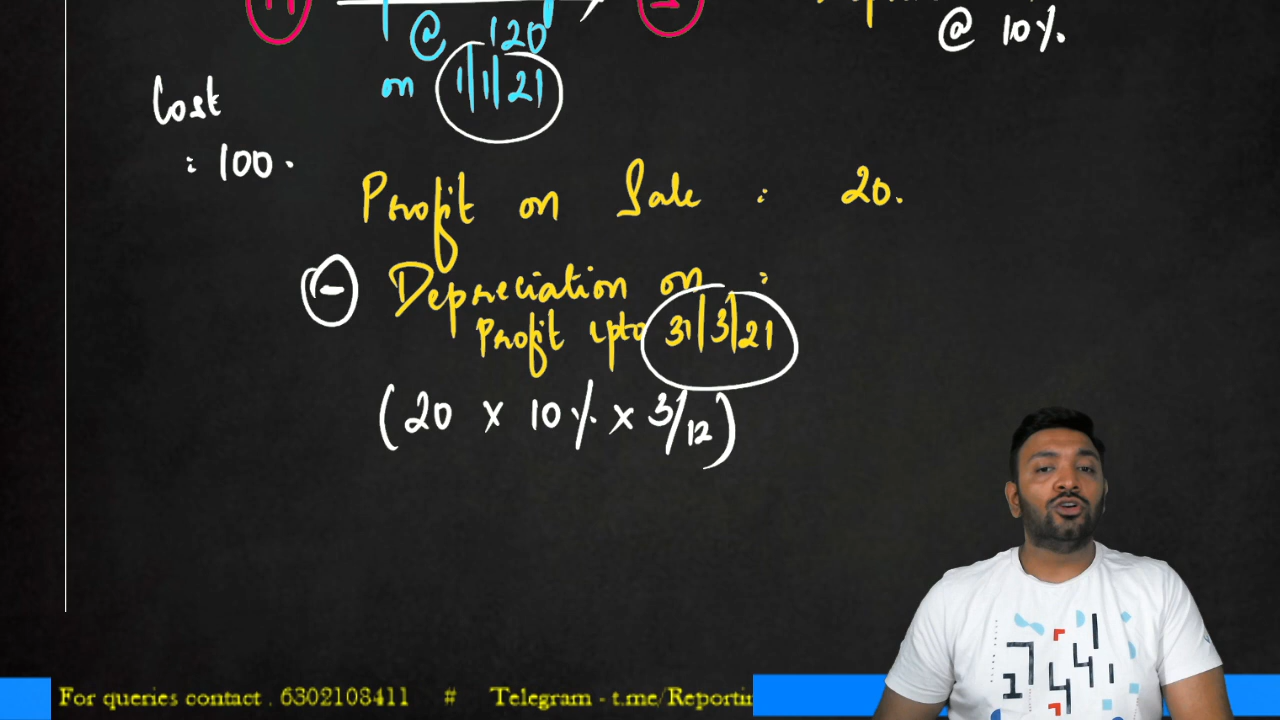 H S
@ 120
@ 10%.
on 1|1|21
Cost
: 100.
Profit on Sale : 20.
(-) Depreciation on :
Profit upto 31|3|21
(20 x 10% x 3/12)
For queries contact . 6302108411 # Telegram - t.me/Reportin